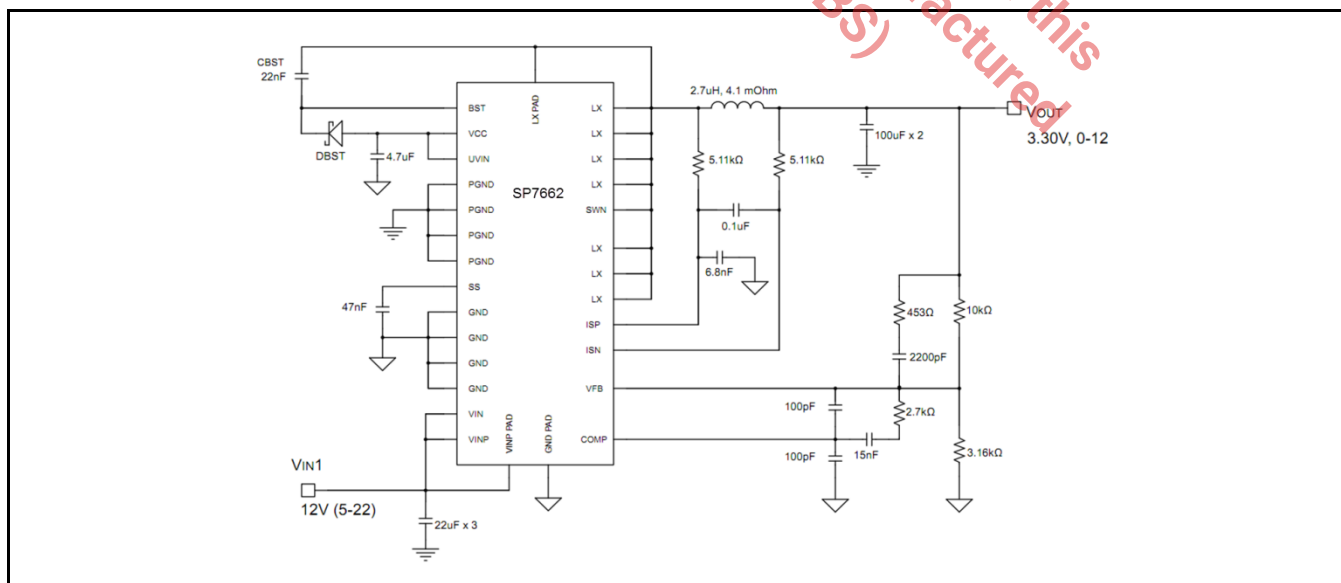 this
actured
BS)
CBST
22nF
BST
VCC
UVIN
PGND
PGND
PGND
PGND
SS
GND
GND
GND
GND
VIN
VINP
LX PAD
SP7662
VINP PAD
GND PAD
LX
LX
LX
LX
SWN
LX
LX
LX
ISP
ISN
VFB
COMP
DBST
4.7uF
47nF
VIN1
12V (5-22)
22uF x 3
2.7uH, 4.1 mOhm
5.11kΩ
5.11kΩ
0.1uF
6.8nF
100uF x 2
VOUT
3.30V, 0-12
453Ω
10kΩ
2200pF
100pF
2.7kΩ
100pF
15nF
3.16kΩ